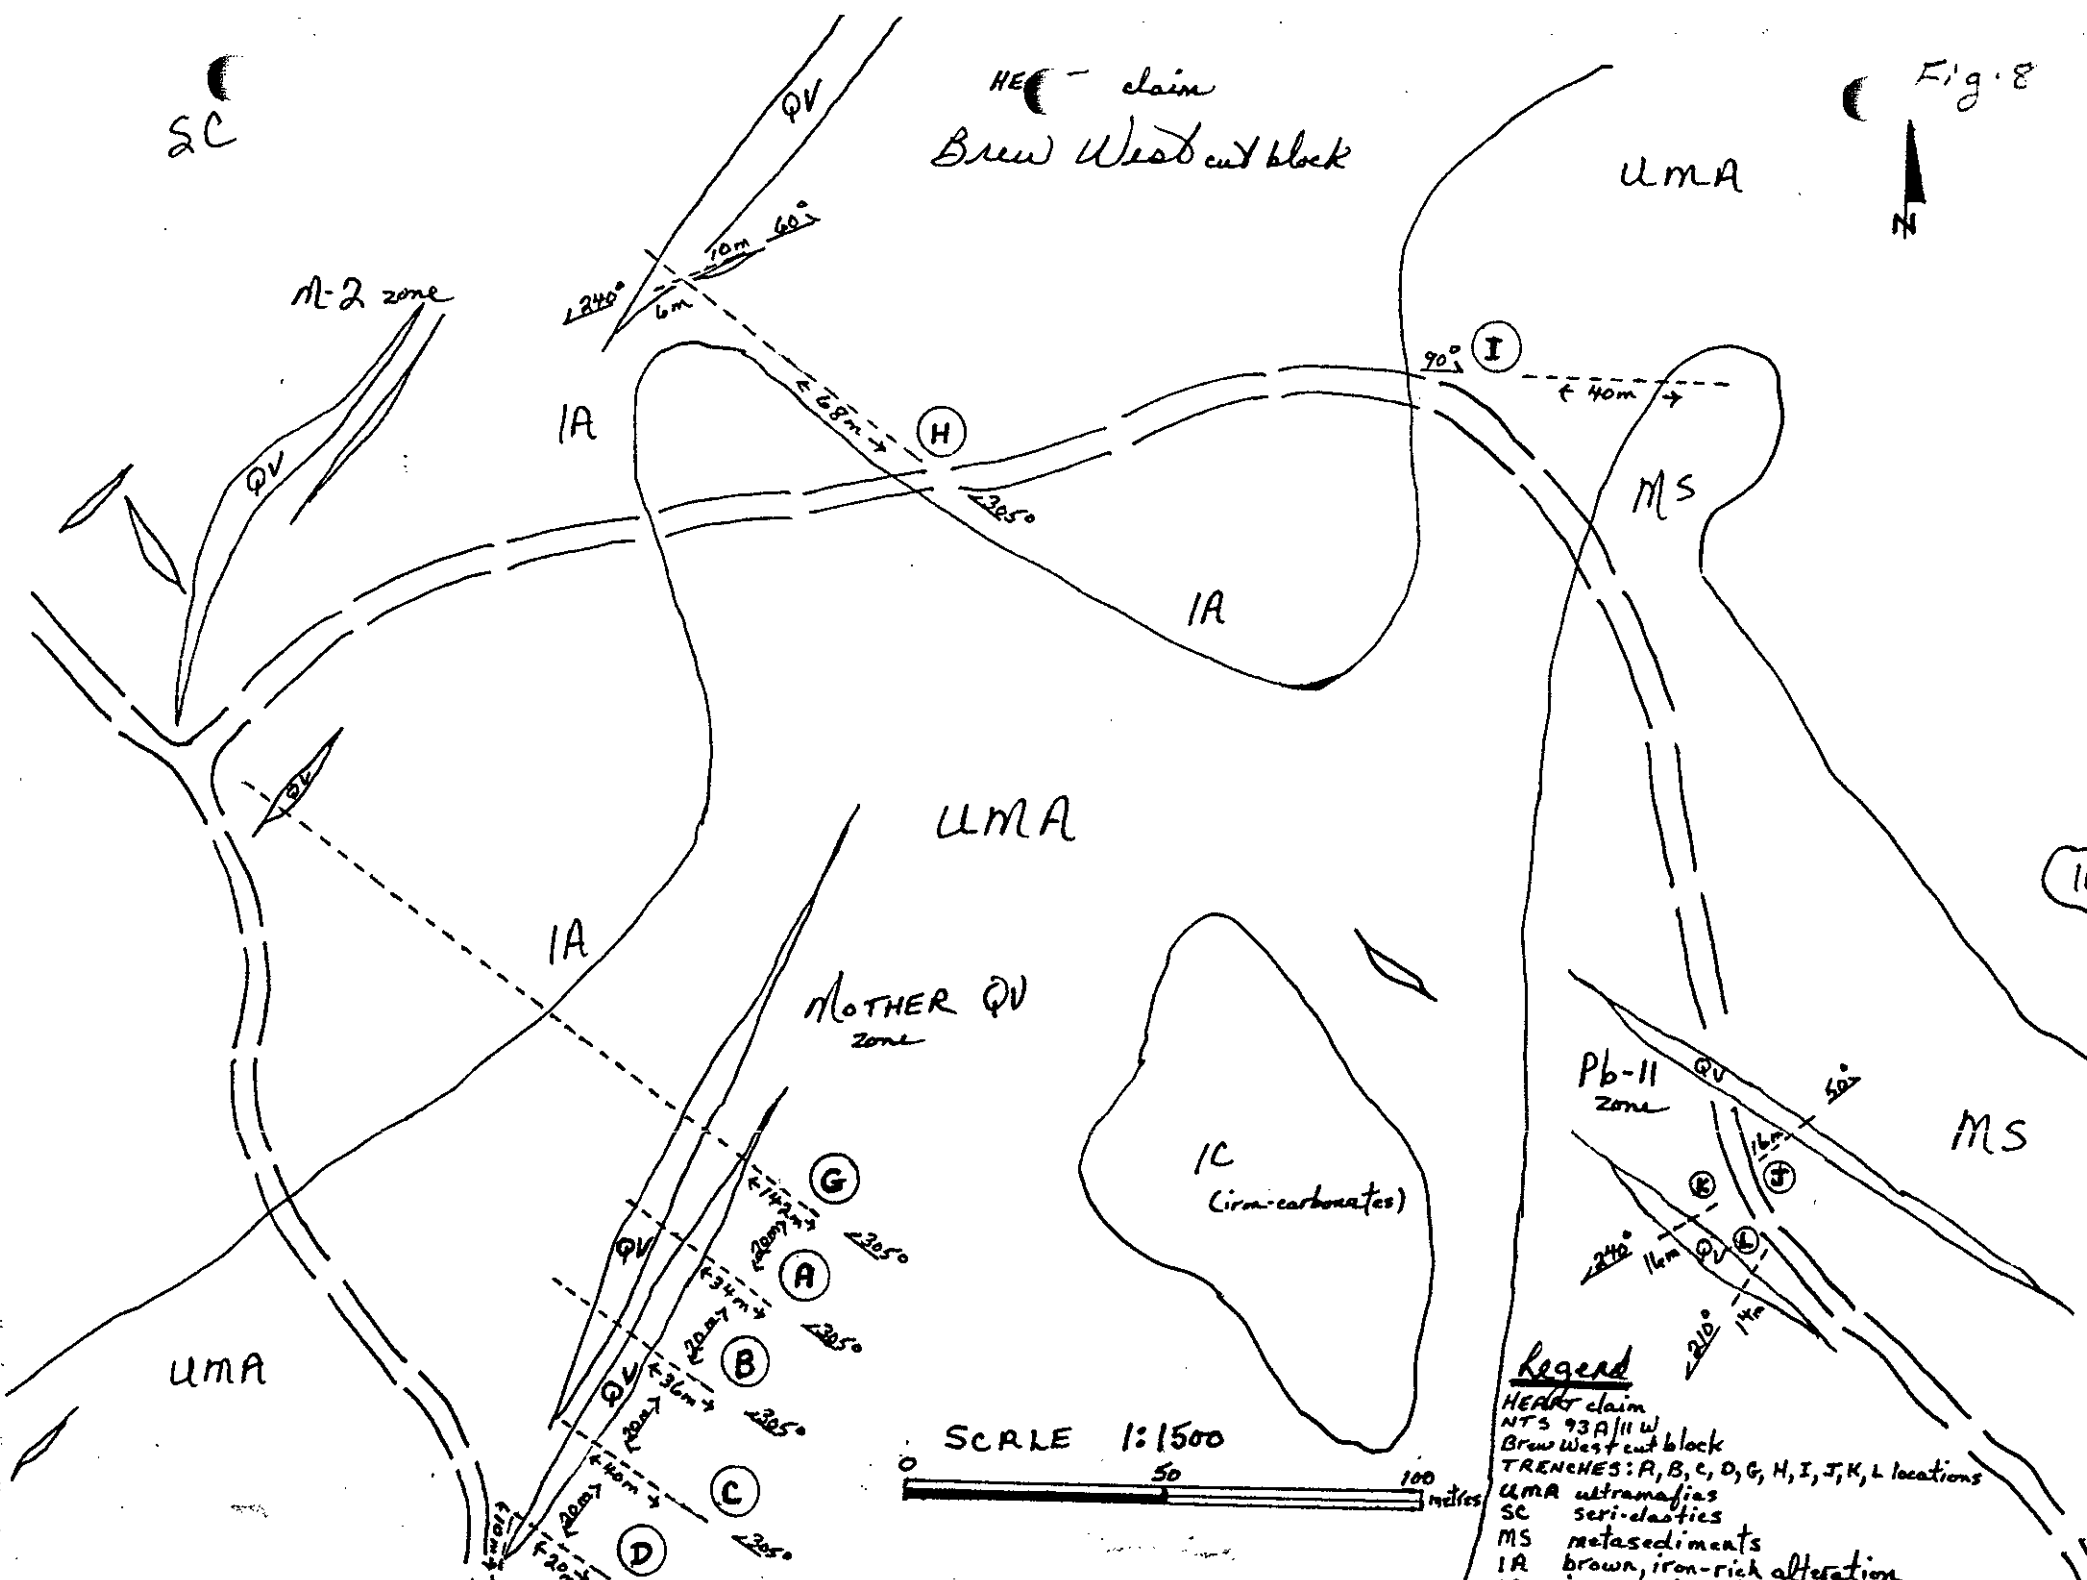 Fig. 8
claim
Brew West cut block
SC
QV
UMA
N
60°
10m
240°
6m
M-2 zone
QV
IA
68m
H
305°
90°
I
40m
MS
IA
UMA
IA
MOTHER QV
zone
Pb-11
zone
QV
50°
16m
J
MS
K
240°
16m
QV
L
210°
14m
IC
(iron-carbonates)
G
142m
305°
20m
A
34m
305°
QV
20m
B
36m
305°
QV
20m
C
40m
305°
20m
D
20
10m
UMA
SCALE 1:1500
0 50 100
metres
Legend
HEART claim
NTS 93A/11W
Brew West cut block
TRENCHES: A, B, C, D, G, H, I, J, K, L locations
UMA ultramafics
SC seri-clastics
MS metasediments
IA brown, iron-rich alteration